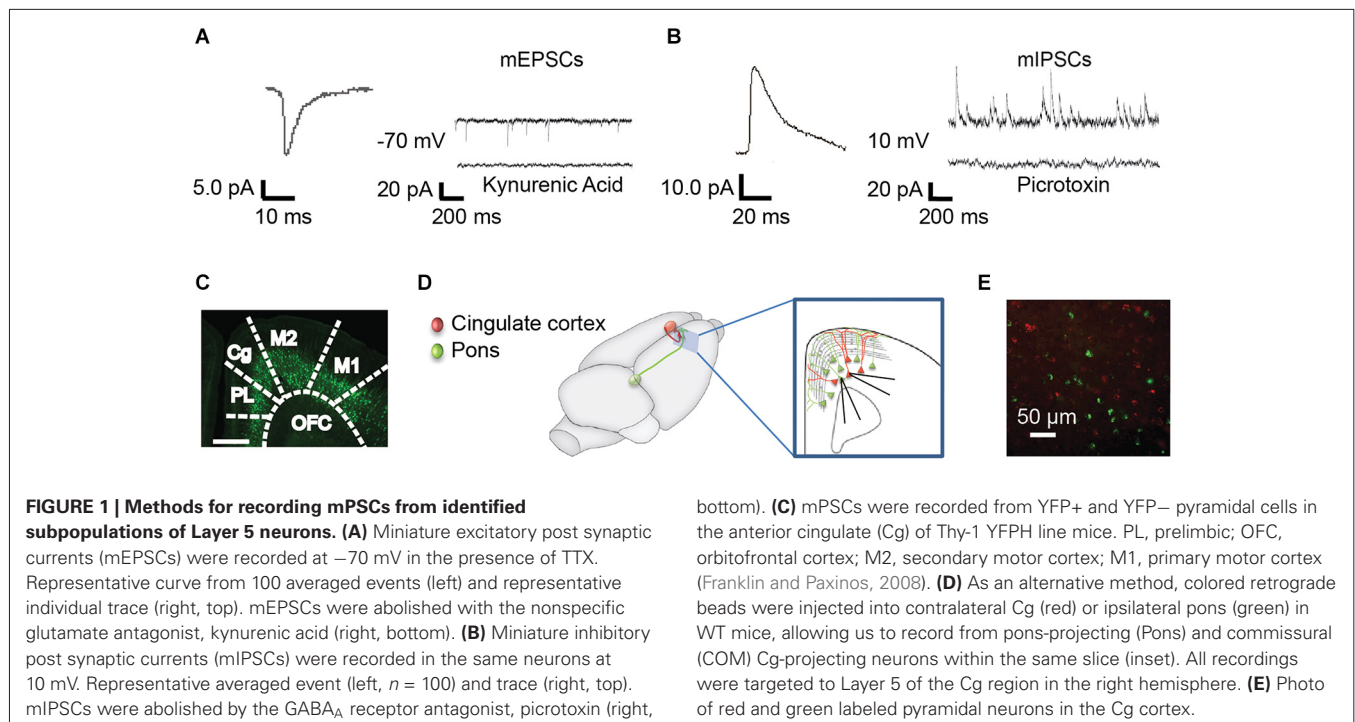 A
mEPSCs
-70 mV
5.0 pA
10 ms
20 pA
200 ms
Kynurenic Acid
B
mIPSCs
10 mV
10.0 pA
20 ms
20 pA
200 ms
Picrotoxin
C
Cg
M2
M1
PL
OFC
D
Cingulate cortex
Pons
E
50 µm
FIGURE 1 | Methods for recording mPSCs from identified
subpopulations of Layer 5 neurons. (A) Miniature excitatory post synaptic
currents (mEPSCs) were recorded at −70 mV in the presence of TTX.
Representative curve from 100 averaged events (left) and representative
individual trace (right, top). mEPSCs were abolished with the nonspecific
glutamate antagonist, kynurenic acid (right, bottom). (B) Miniature inhibitory
post synaptic currents (mIPSCs) were recorded in the same neurons at
10 mV. Representative averaged event (left, n = 100) and trace (right, top).
mIPSCs were abolished by the GABAA receptor antagonist, picrotoxin (right,
bottom). (C) mPSCs were recorded from YFP+ and YFP− pyramidal cells in
the anterior cingulate (Cg) of Thy-1 YFPH line mice. PL, prelimbic; OFC,
orbitofrontal cortex; M2, secondary motor cortex; M1, primary motor cortex
(Franklin and Paxinos, 2008). (D) As an alternative method, colored retrograde
beads were injected into contralateral Cg (red) or ipsilateral pons (green) in
WT mice, allowing us to record from pons-projecting (Pons) and commissural
(COM) Cg-projecting neurons within the same slice (inset). All recordings
were targeted to Layer 5 of the Cg region in the right hemisphere. (E) Photo
of red and green labeled pyramidal neurons in the Cg cortex.